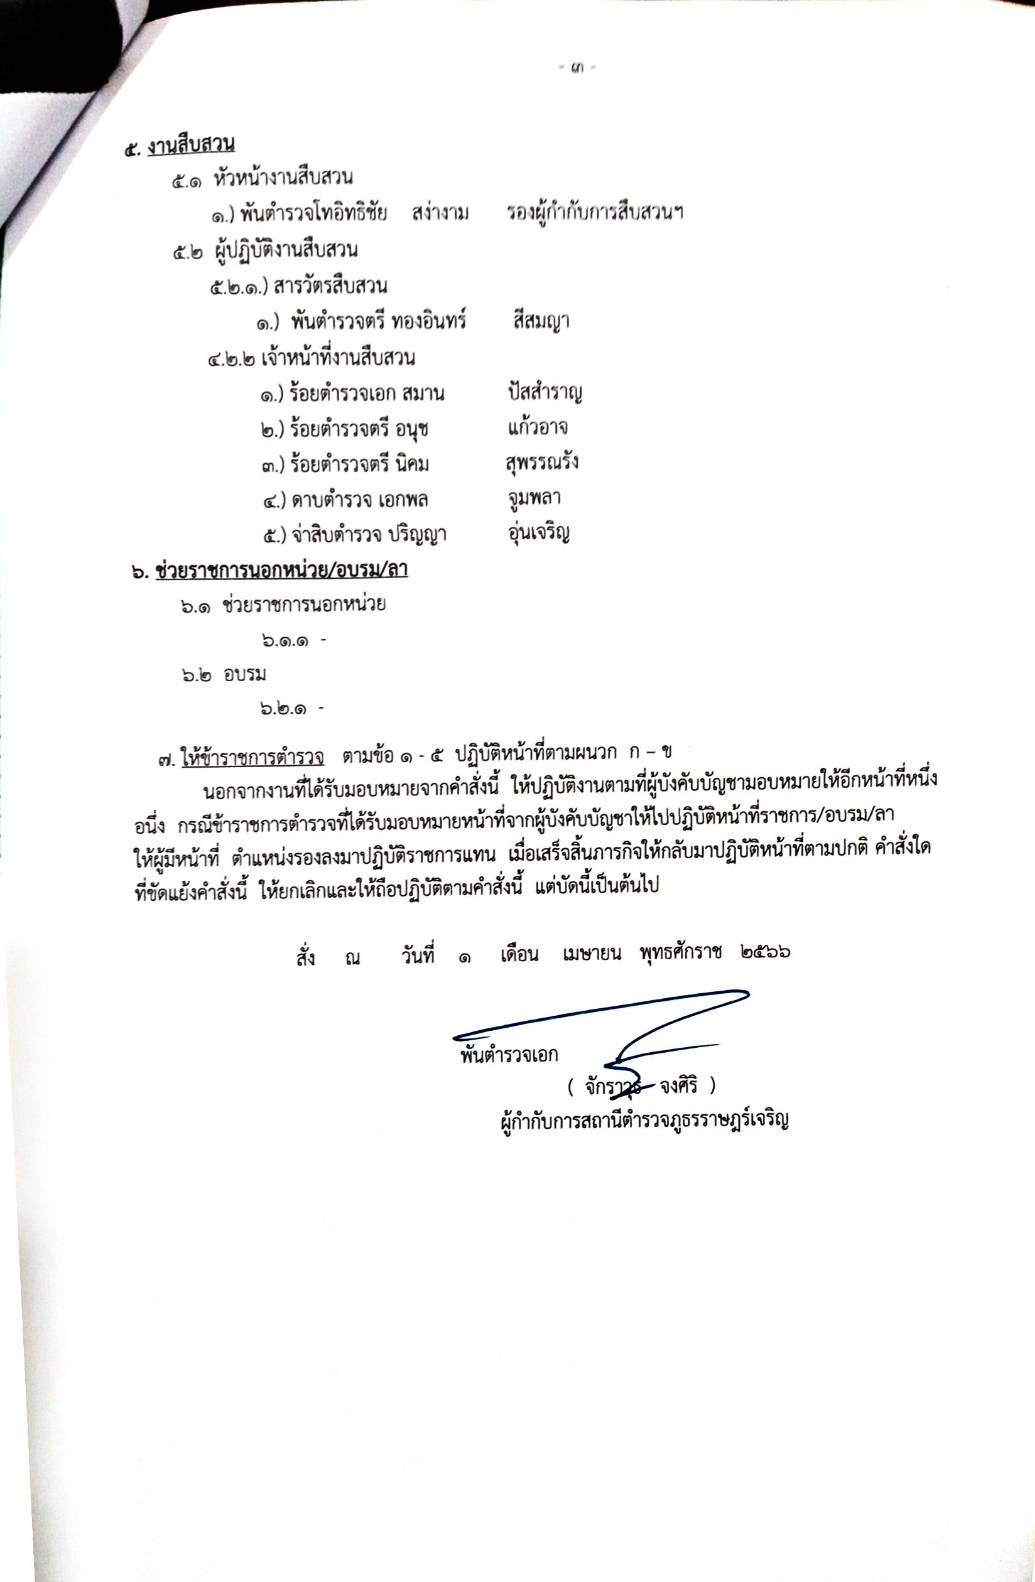 - ๓ -
๕. งานสืบสวน
๕.๑ หัวหน้างานสืบสวน
๑.) พันตำรวจโทอิทธิชัย สง่างาม รองผู้กำกับการสืบสวนฯ
๕.๒ ผู้ปฏิบัติงานสืบสวน
๕.๒.๑.) สารวัตรสืบสวน
๑.) พันตำรวจตรี ทองอินทร์ สีสมญา
๔.๒.๒ เจ้าหน้าที่งานสืบสวน
๑.) ร้อยตำรวจเอก สมาน ปัสสำราญ
๒.) ร้อยตำรวจตรี อนุช แก้วอาจ
๓.) ร้อยตำรวจตรี นิคม สุพรรณรัง
๔.) ดาบตำรวจ เอกพล จูมพลา
๕.) จ่าสิบตำรวจ ปริญญา อุ่นเจริญ
๖. ช่วยราชการนอกหน่วย/อบรม/ลา
๖.๑ ช่วยราชการนอกหน่วย
๖.๑.๑ -
๖.๒ อบรม
๖.๒.๑ -
๗. ให้ข้าราชการตำรวจ ตามข้อ ๑ - ๕ ปฏิบัติหน้าที่ตามผนวก ก – ข
นอกจากงานที่ได้รับมอบหมายจากคำสั่งนี้ ให้ปฏิบัติงานตามที่ผู้บังคับบัญชามอบหมายให้อีกหน้าที่หนึ่ง
อนึ่ง กรณีข้าราชการตำรวจที่ได้รับมอบหมายหน้าที่จากผู้บังคับบัญชาให้ไปปฏิบัติหน้าที่ราชการ/อบรม/ลา
ให้ผู้มีหน้าที่ ตำแหน่งรองลงมาปฏิบัติราชการแทน เมื่อเสร็จสิ้นภารกิจให้กลับมาปฏิบัติหน้าที่ตามปกติ คำสั่งใด
ที่ขัดแย้งคำสั่งนี้ ให้ยกเลิกและให้ถือปฏิบัติตามคำสั่งนี้ แต่บัดนี้เป็นต้นไป
สั่ง ณ วันที่ ๑ เดือน เมษายน พุทธศักราช ๒๕๖๖
พันตำรวจเอก
( จักราวุธ จงศิริ )
ผู้กำกับการสถานีตำรวจภูธรราษฎร์เจริญ